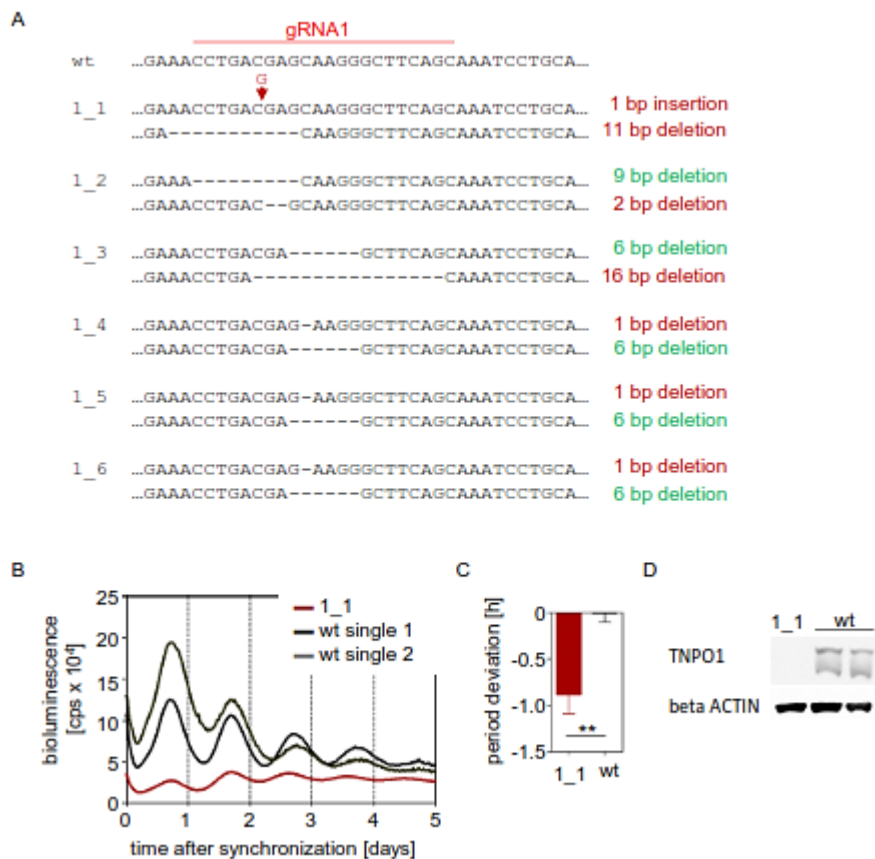 A
gRNA1
wt …GAAACCTGACGAGCAAGGGCTTCAGCAAATCCTGCA…
G
1_1 …GAAACCTGACGAGCAAGGGCTTCAGCAAATCCTGCA… 1 bp insertion
…GA-----------CAAGGGCTTCAGCAAATCCTGCA… 11 bp deletion
1_2 …GAAA---------CAAGGGCTTCAGCAAATCCTGCA… 9 bp deletion
…GAAACCTGAC--GCAAGGGCTTCAGCAAATCCTGCA… 2 bp deletion
1_3 …GAAACCTGACGA------GCTTCAGCAAATCCTGCA… 6 bp deletion
…GAAACCTGA----------------CAAATCCTGCA… 16 bp deletion
1_4 …GAAACCTGACGAG-AAGGGCTTCAGCAAATCCTGCA… 1 bp deletion
…GAAACCTGACGA------GCTTCAGCAAATCCTGCA… 6 bp deletion
1_5 …GAAACCTGACGAG-AAGGGCTTCAGCAAATCCTGCA… 1 bp deletion
…GAAACCTGACGA------GCTTCAGCAAATCCTGCA… 6 bp deletion
1_6 …GAAACCTGACGAG-AAGGGCTTCAGCAAATCCTGCA… 1 bp deletion
…GAAACCTGACGA------GCTTCAGCAAATCCTGCA… 6 bp deletion
B
bioluminescence
[cps x 10⁴]
25
20
15
10
5
0
1_1
wt single 1
wt single 2
0 1 2 3 4 5
time after synchronization [days]
C
period deviation [h]
0
-0.5
-1.0
-1.5
**
1_1 wt
D
1_1 wt
TNPO1
beta ACTIN